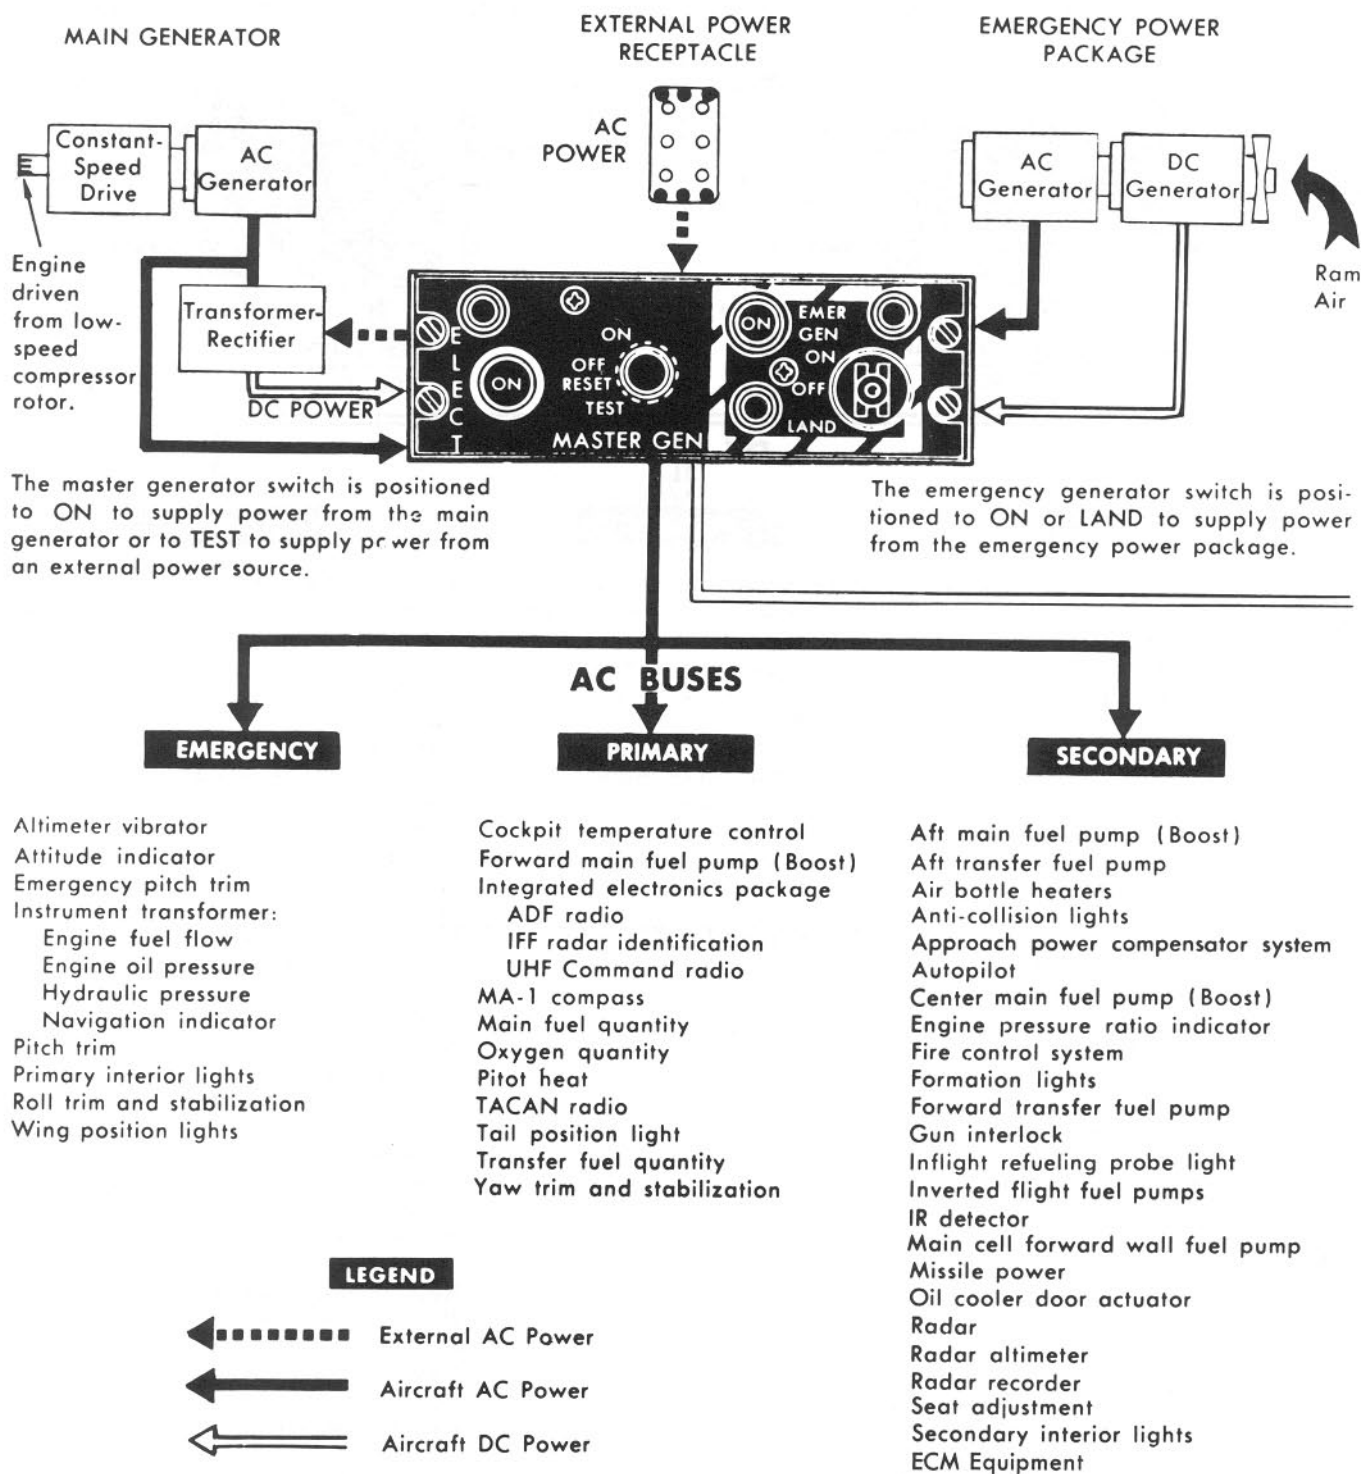 MAIN GENERATOR
EXTERNAL POWER
RECEPTACLE
EMERGENCY POWER
PACKAGE
Constant-
Speed
Drive
AC
Generator
AC
POWER
AC
Generator
DC
Generator
Engine
driven
from low-
speed
compressor
rotor.
Transformer-
Rectifier
DC POWER
Ram
Air
ELECT
ON
ON
OFF
RESET
TEST
MASTER GEN
ON
EMER
GEN
ON
OFF
LAND
The master generator switch is positioned
to ON to supply power from the main
generator or to TEST to supply power from
an external power source.
The emergency generator switch is posi-
tioned to ON or LAND to supply power
from the emergency power package.
AC BUSES
EMERGENCY
Altimeter vibrator
Attitude indicator
Emergency pitch trim
Instrument transformer:
Engine fuel flow
Engine oil pressure
Hydraulic pressure
Navigation indicator
Pitch trim
Primary interior lights
Roll trim and stabilization
Wing position lights
PRIMARY
Cockpit temperature control
Forward main fuel pump (Boost)
Integrated electronics package
ADF radio
IFF radar identification
UHF Command radio
MA-1 compass
Main fuel quantity
Oxygen quantity
Pitot heat
TACAN radio
Tail position light
Transfer fuel quantity
Yaw trim and stabilization
SECONDARY
Aft main fuel pump (Boost)
Aft transfer fuel pump
Air bottle heaters
Anti-collision lights
Approach power compensator system
Autopilot
Center main fuel pump (Boost)
Engine pressure ratio indicator
Fire control system
Formation lights
Forward transfer fuel pump
Gun interlock
Inflight refueling probe light
Inverted flight fuel pumps
IR detector
Main cell forward wall fuel pump
Missile power
Oil cooler door actuator
Radar
Radar altimeter
Radar recorder
Seat adjustment
Secondary interior lights
ECM Equipment
LEGEND
External AC Power
Aircraft AC Power
Aircraft DC Power